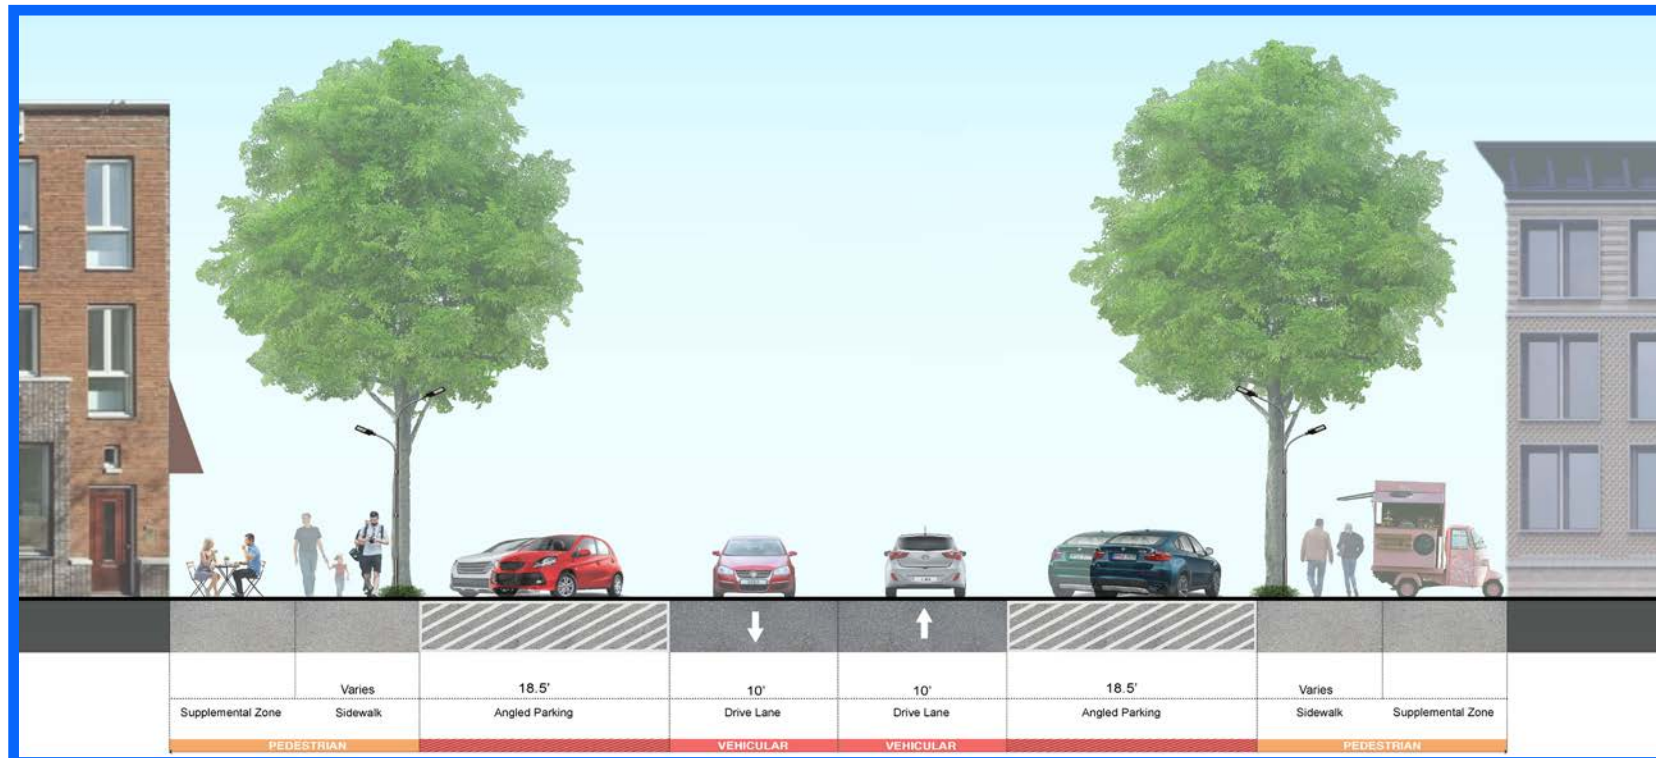 Varies 18.5' 10' 10' 18.5' Varies
Supplemental Zone Sidewalk Angled Parking Drive Lane Drive Lane Angled Parking Sidewalk Supplemental Zone
PEDESTRIAN VEHICULAR VEHICULAR PEDESTRIAN